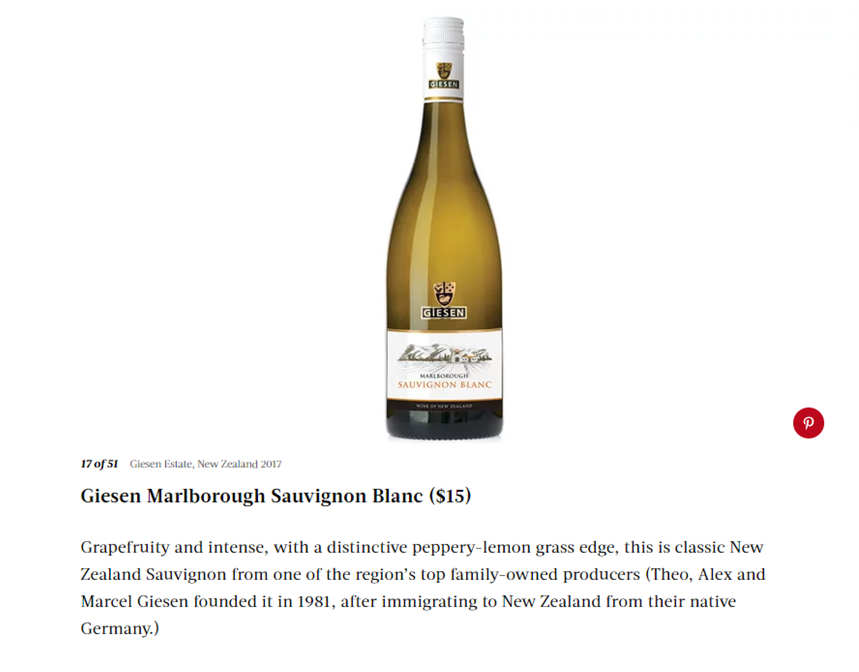 GIESEN
GIESEN
MARLBOROUGH
SAUVIGNON BLANC
WINE OF NEW ZEALAND
17 of 51 Giesen Estate, New Zealand 2017
Giesen Marlborough Sauvignon Blanc ($15)
Grapefruity and intense, with a distinctive peppery-lemon grass edge, this is classic New
Zealand Sauvignon from one of the region's top family-owned producers (Theo, Alex and
Marcel Giesen founded it in 1981, after immigrating to New Zealand from their native
Germany.)